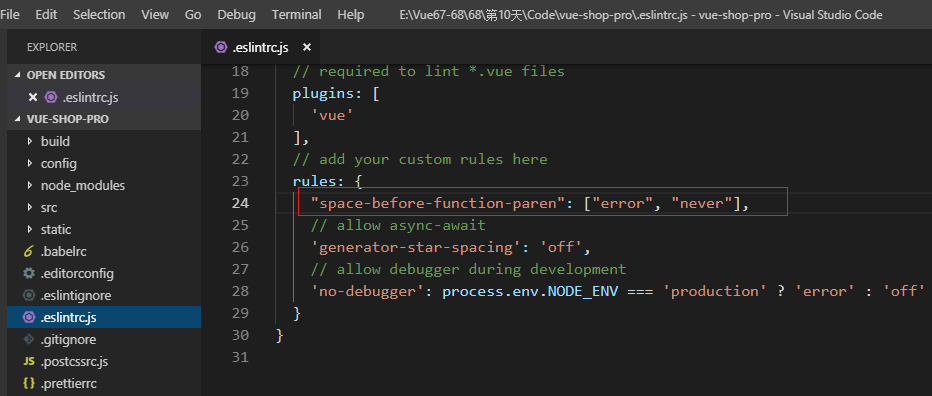 File Edit Selection View Go Debug Terminal Help E:\Vue67-68\68\第10天\Code\vue-shop-pro\.eslintrc.js - vue-shop-pro - Visual Studio Code
EXPLORER
OPEN EDITORS
.eslintrc.js
VUE-SHOP-PRO
build
config
node_modules
src
static
.babelrc
.editorconfig
.eslintignore
.eslintrc.js
.gitignore
JS .postcssrc.js
{} .prettierrc
.eslintrc.js
18 // required to lint *.vue files
19 plugins: [
20 'vue'
21 ],
22 // add your custom rules here
23 rules: {
24 "space-before-function-paren": ["error", "never"],
25 // allow async-await
26 'generator-star-spacing': 'off',
27 // allow debugger during development
28 'no-debugger': process.env.NODE_ENV === 'production' ? 'error' : 'off'
29 }
30 }
31